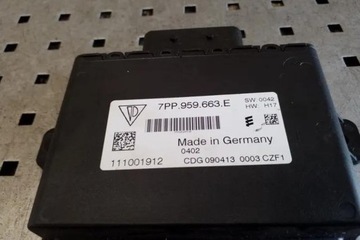 7PP.959.663.E
SW 0042
HW H17
Made in Germany
0402
111001912
CDG 090413 0003 CZF1